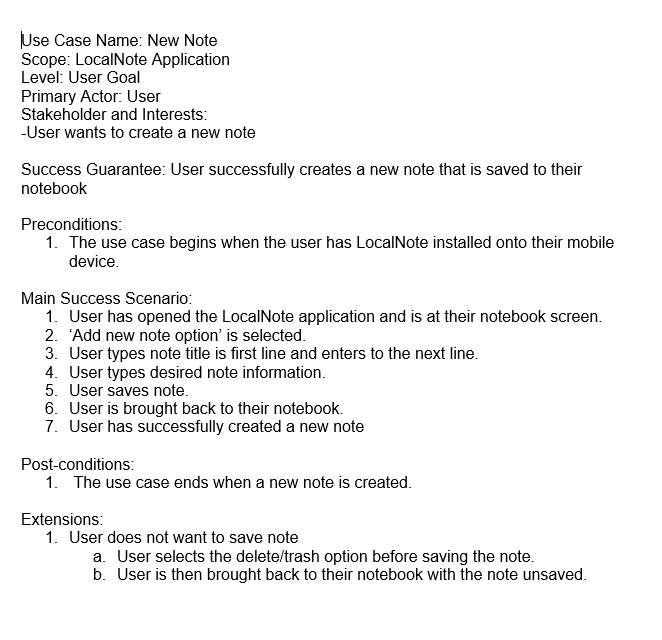 Use Case Name: New Note
Scope: LocalNote Application
Level: User Goal
Primary Actor: User
Stakeholder and Interests:
-User wants to create a new note
Success Guarantee: User successfully creates a new note that is saved to their
notebook
Preconditions:
1. The use case begins when the user has LocalNote installed onto their mobile
device.
Main Success Scenario:
1. User has opened the LocalNote application and is at their notebook screen.
2. ‘Add new note option’ is selected.
3. User types note title is first line and enters to the next line.
4. User types desired note information.
5. User saves note.
6. User is brought back to their notebook.
7. User has successfully created a new note
Post-conditions:
1. The use case ends when a new note is created.
Extensions:
1. User does not want to save note
a. User selects the delete/trash option before saving the note.
b. User is then brought back to their notebook with the note unsaved.